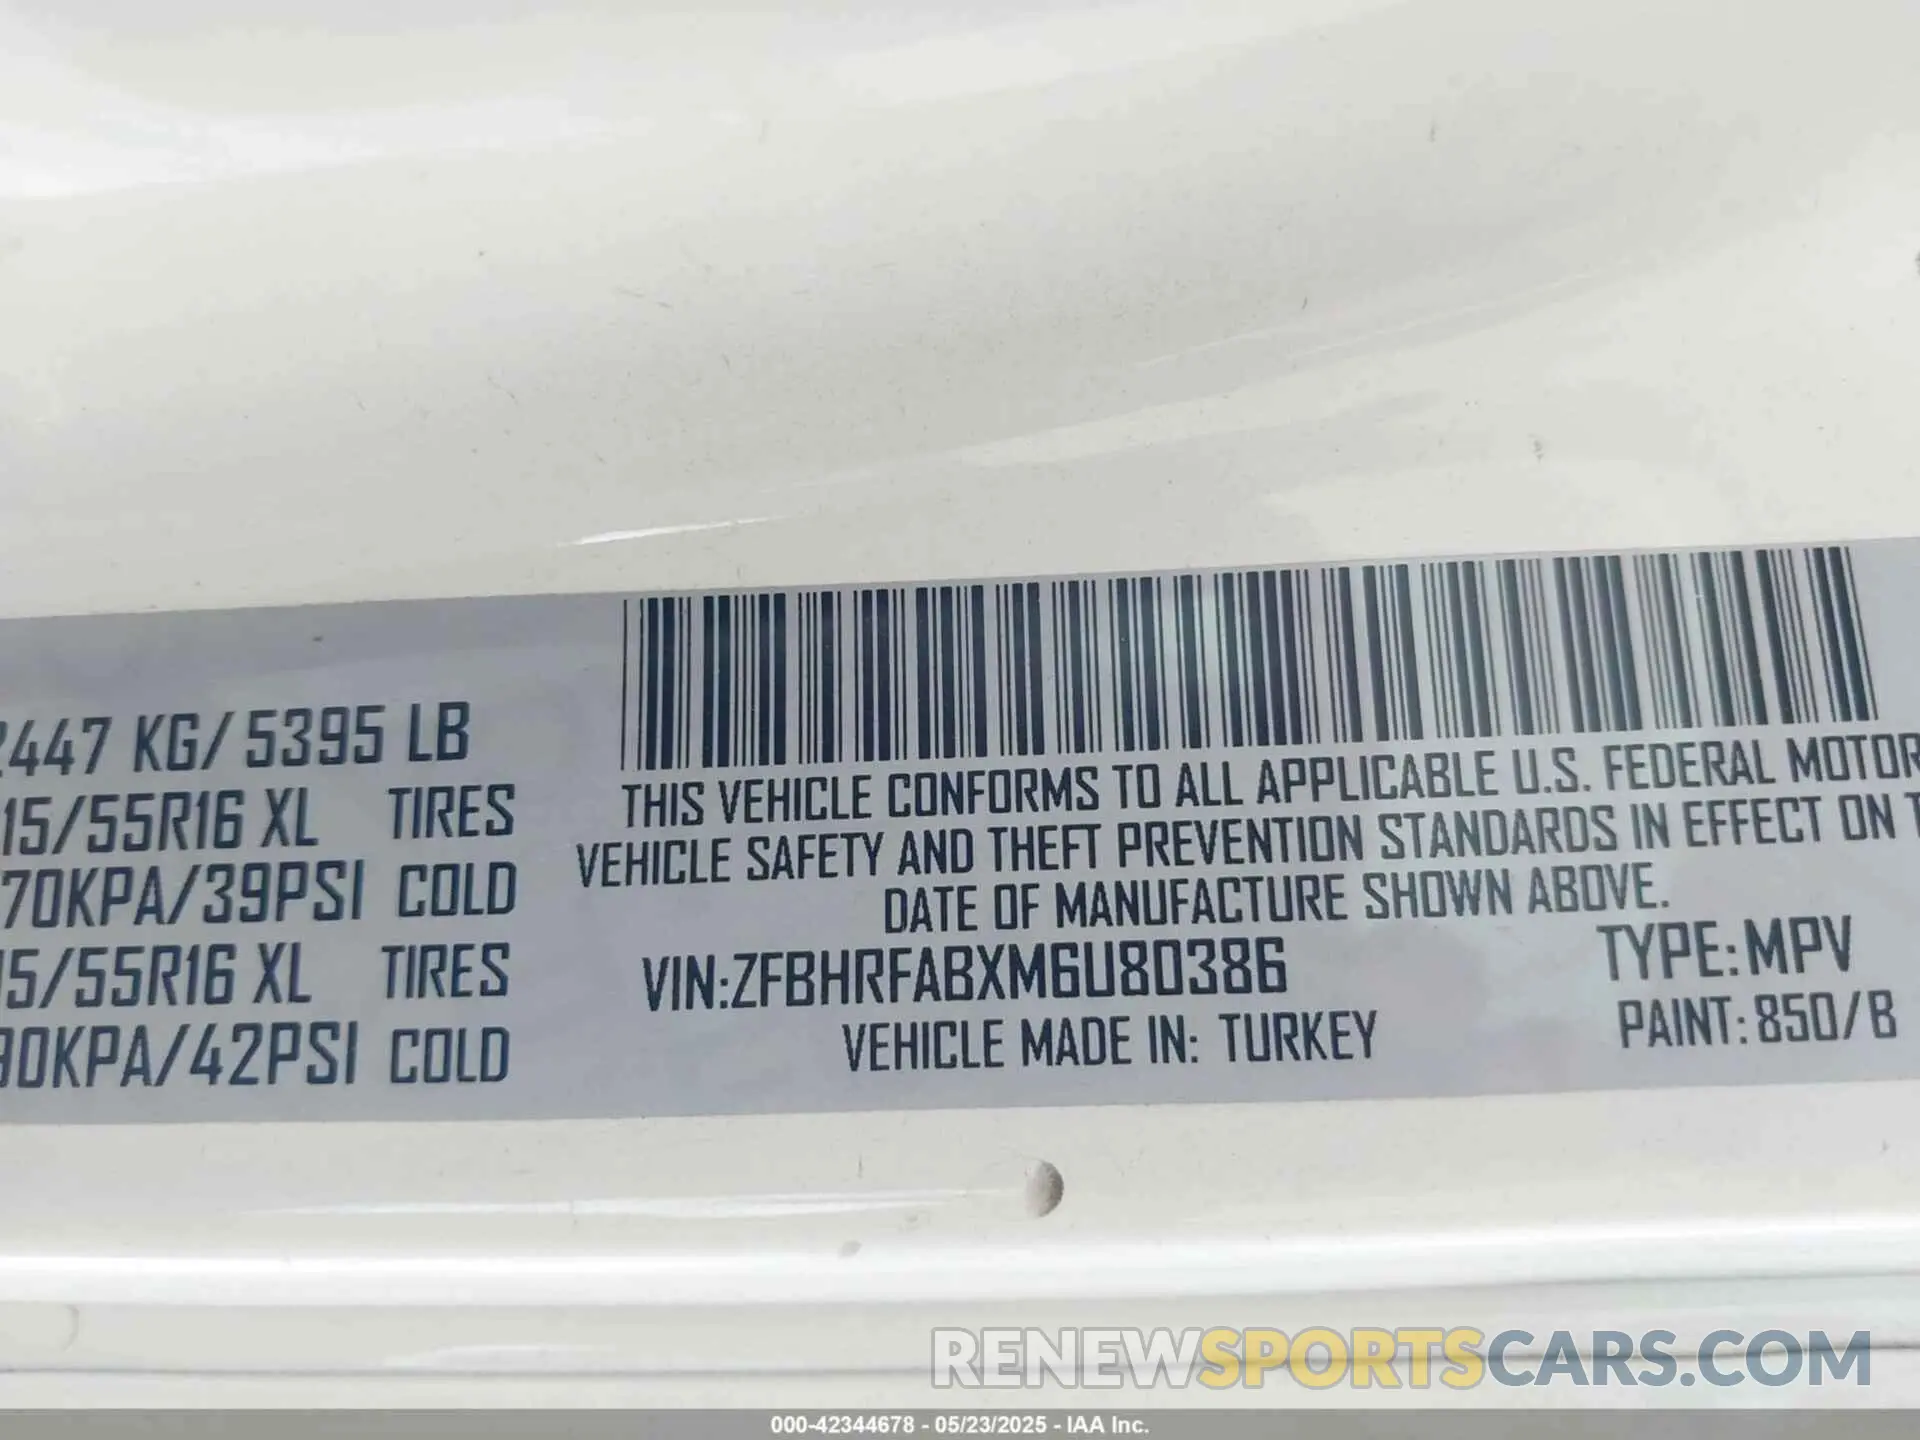 2447 KG/ 5395 LB
15/55R16 XL TIRES
70KPA/39PSI COLD
15/55R16 XL TIRES
90KPA/42PSI COLD
THIS VEHICLE CONFORMS TO ALL APPLICABLE U.S. FEDERAL MOTOR
VEHICLE SAFETY AND THEFT PREVENTION STANDARDS IN EFFECT ON T
DATE OF MANUFACTURE SHOWN ABOVE.
VIN:ZFBHRFABXM6U80386 TYPE:MPV
VEHICLE MADE IN: TURKEY PAINT:850/B
RENEWSPORTSCARS.COM
000-42344678 - 05/23/2025 - IAA Inc.